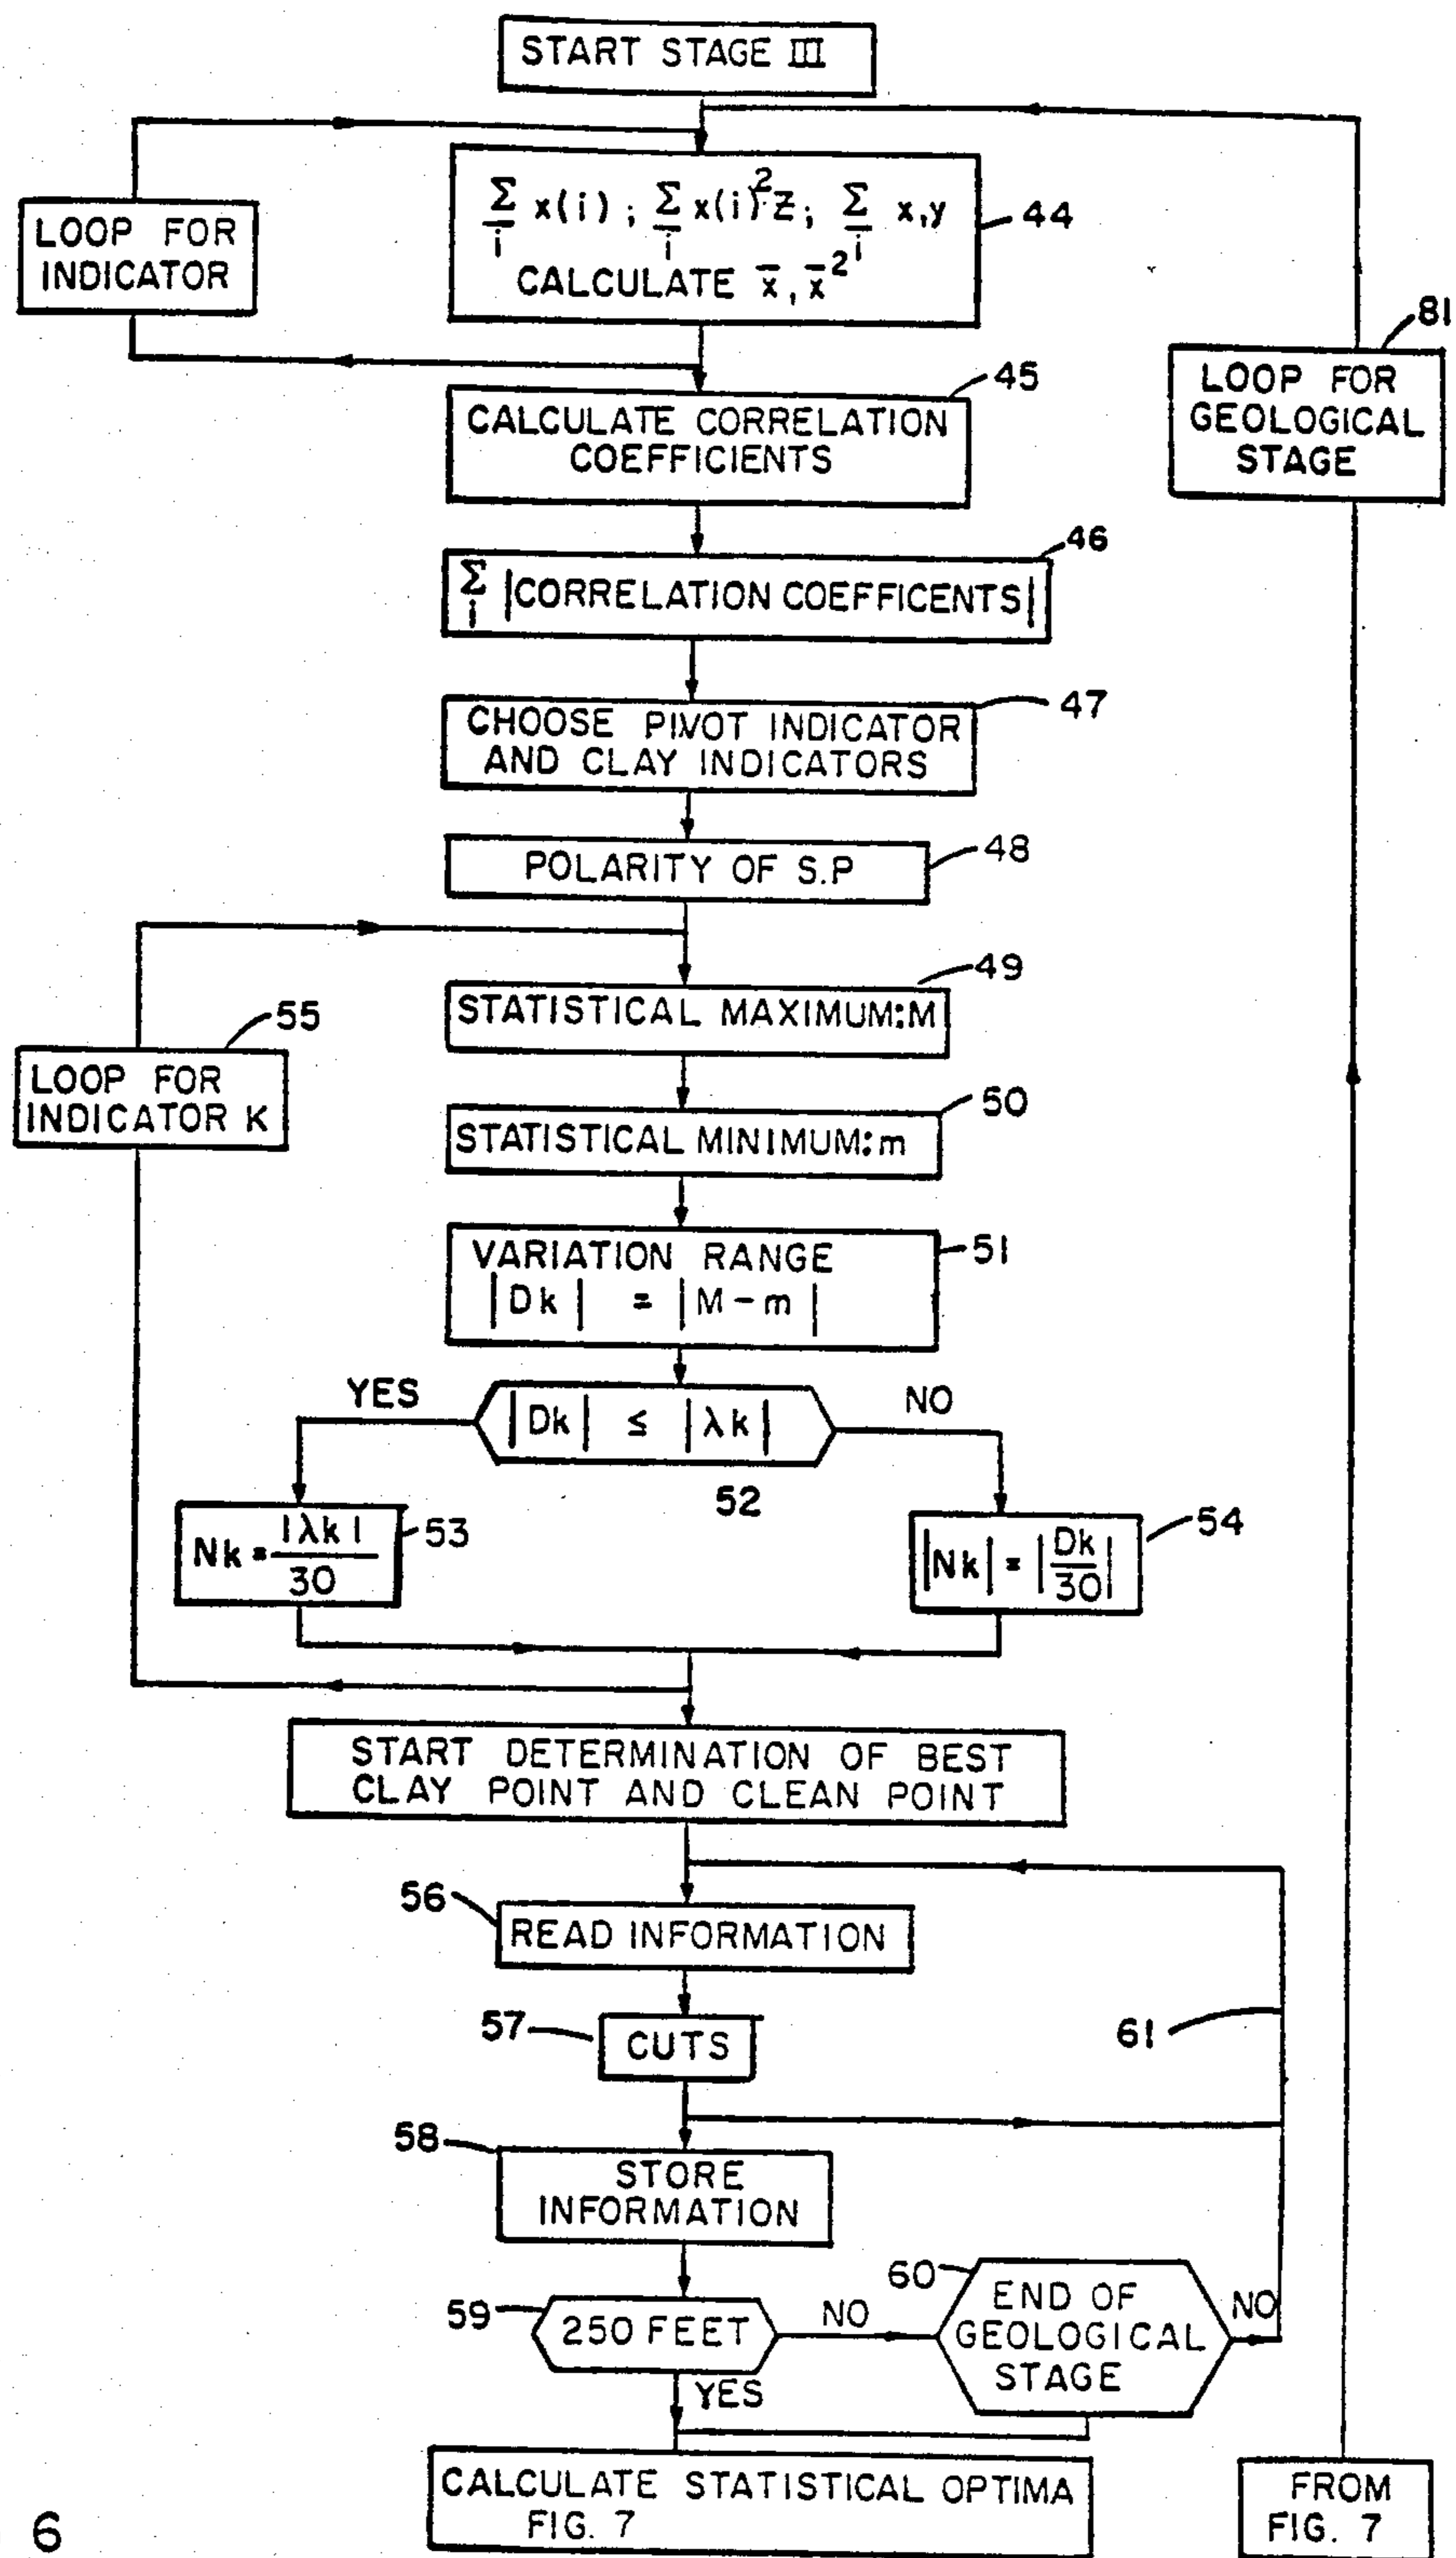 START STAGE III
LOOP FOR
INDICATOR
Σ x(i) ; Σ x(i)²Z; Σ x,y
i i i
CALCULATE x̄, x̄²
44
81
LOOP FOR
GEOLOGICAL
STAGE
45
CALCULATE CORRELATION
COEFFICIENTS
46
Σ |CORRELATION COEFFICENTS|
i
47
CHOOSE PIVOT INDICATOR
AND CLAY INDICATORS
48
POLARITY OF S.P
49
STATISTICAL MAXIMUM:M
55
LOOP FOR
INDICATOR K
50
STATISTICAL MINIMUM:m
51
VARIATION RANGE
|Dk| = |M-m|
YES
|Dk| ≤ |λk|
NO
52
Nk = |λk|
30
53
|Nk| = |Dk
30|
54
START DETERMINATION OF BEST
CLAY POINT AND CLEAN POINT
56
READ INFORMATION
57
CUTS
61
58
STORE
INFORMATION
59
250 FEET
NO
60
END OF
GEOLOGICAL
STAGE
NO
YES
CALCULATE STATISTICAL OPTIMA
FIG. 7
FROM
FIG. 7
6